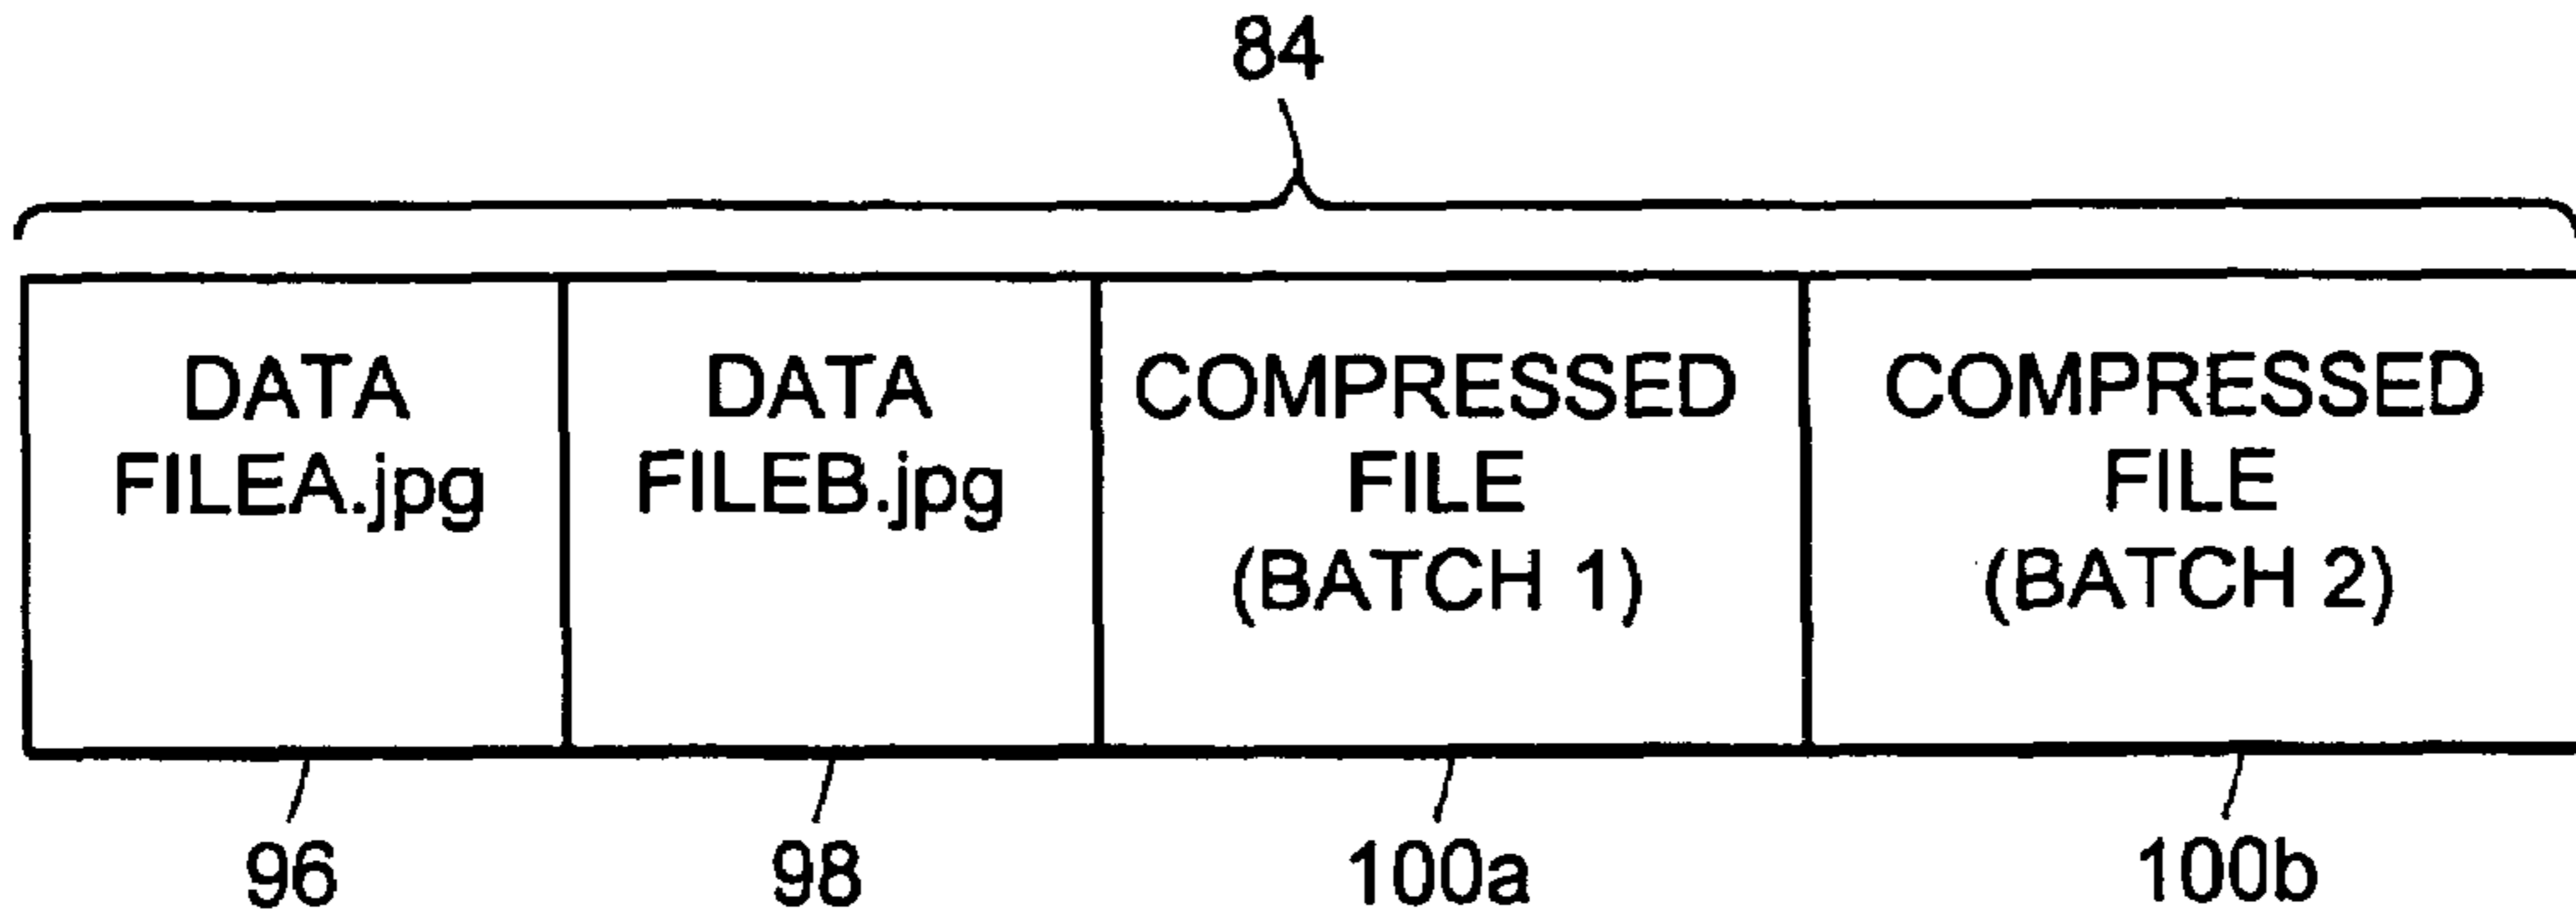 84
DATA
FILEA.jpg
DATA
FILEB.jpg
COMPRESSED
FILE
(BATCH 1)
COMPRESSED
FILE
(BATCH 2)
96
98
100a
100b